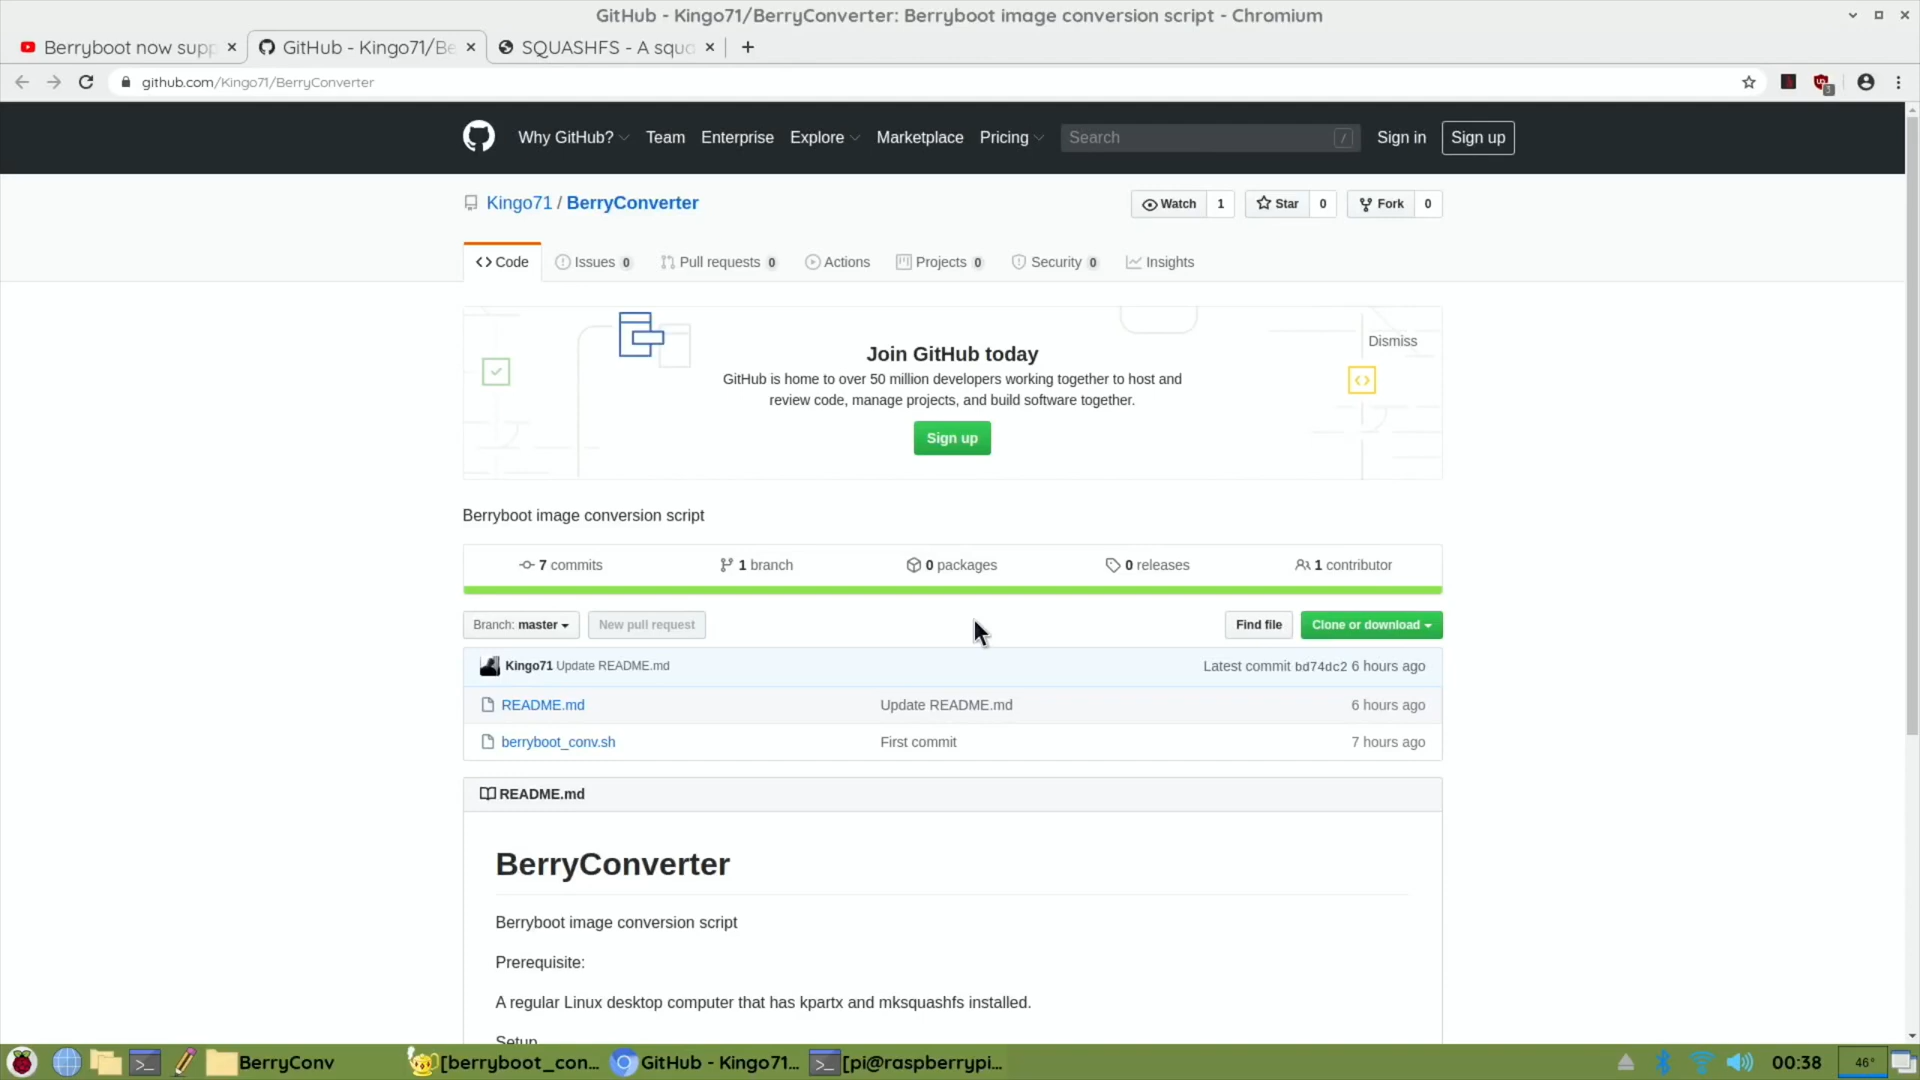 GitHub - Kingo71/BerryConverter: Berryboot image conversion script - Chromium
Berryboot now supp
GitHub - Kingo71/Be
SQUASHFS - A squa
github.com/Kingo71/BerryConverter
Why GitHub? Team Enterprise Explore Marketplace Pricing Search / Sign in Sign up
Kingo71 / BerryConverter
Watch 1 Star 0 Fork 0
Code Issues 0 Pull requests 0 Actions Projects 0 Security 0 Insights
Dismiss
Join GitHub today
GitHub is home to over 50 million developers working together to host and
review code, manage projects, and build software together.
Sign up
Berryboot image conversion script
7 commits 1 branch 0 packages 0 releases 1 contributor
Branch: master New pull request Find file Clone or download
Kingo71 Update README.md Latest commit bd74dc2 6 hours ago
README.md Update README.md 6 hours ago
berryboot_conv.sh First commit 7 hours ago
README.md
BerryConverter
Berryboot image conversion script
Prerequisite:
A regular Linux desktop computer that has kpartx and mksquashfs installed.
Setup
BerryConv [berryboot_con... GitHub - Kingo71... [pi@raspberrypi... 00:38 46°